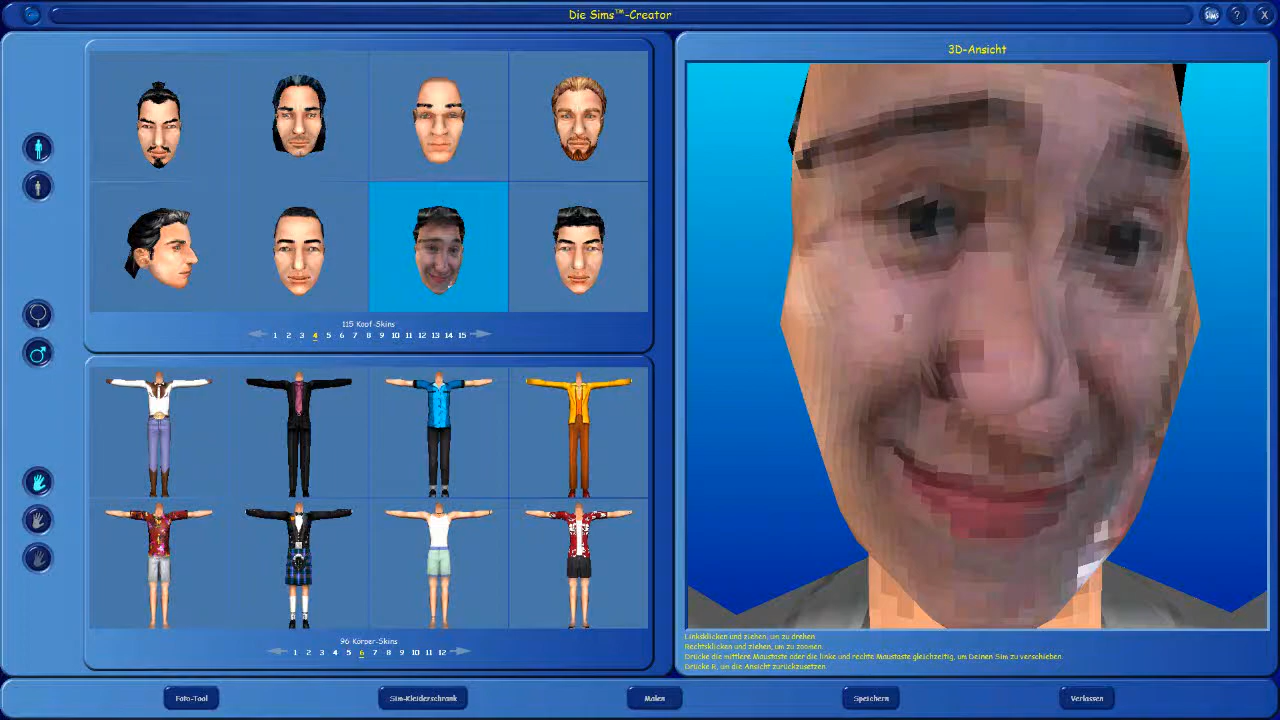 Die Sims™-Creator
SIMS ? X
3D-Ansicht
115 Kopf-Skins
1 2 3 4 5 6 7 8 9 10 11 12 13 14 15
96 Körper-Skins
1 2 3 4 5 6 7 8 9 10 11 12
Linksklicken und ziehen, um zu drehen
Rechtsklicken und ziehen, um zu zoomen.
Drücke die mittlere Maustaste oder die linke und rechte Maustaste gleichzeitig, um Deinen Sim zu verschieben.
Drücke R, um die Ansicht zurückzusetzen.
Foto-Tool
Sim-Kleiderschrank
Malen
Speichern
Verlassen